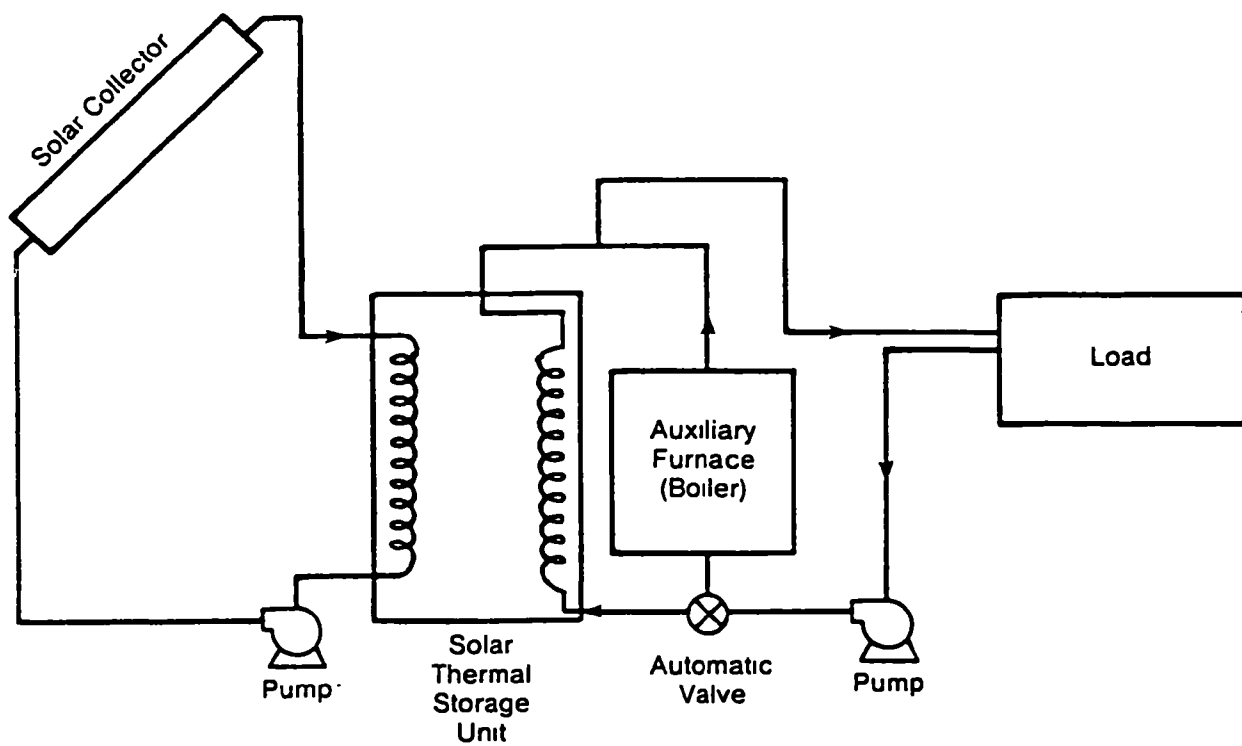 Solar Collector
Load
Auxiliary
Furnace
(Boiler)
Solar
Thermal
Storage
Unit
Pump
Automatic
Valve
Pump